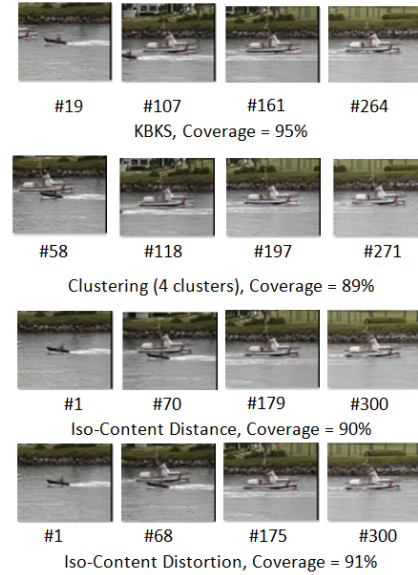 #19 #107 #161 #264
KBKS, Coverage = 95%
#58 #118 #197 #271
Clustering (4 clusters), Coverage = 89%
#1 #70 #179 #300
Iso-Content Distance, Coverage = 90%
#1 #68 #175 #300
Iso-Content Distortion, Coverage = 91%